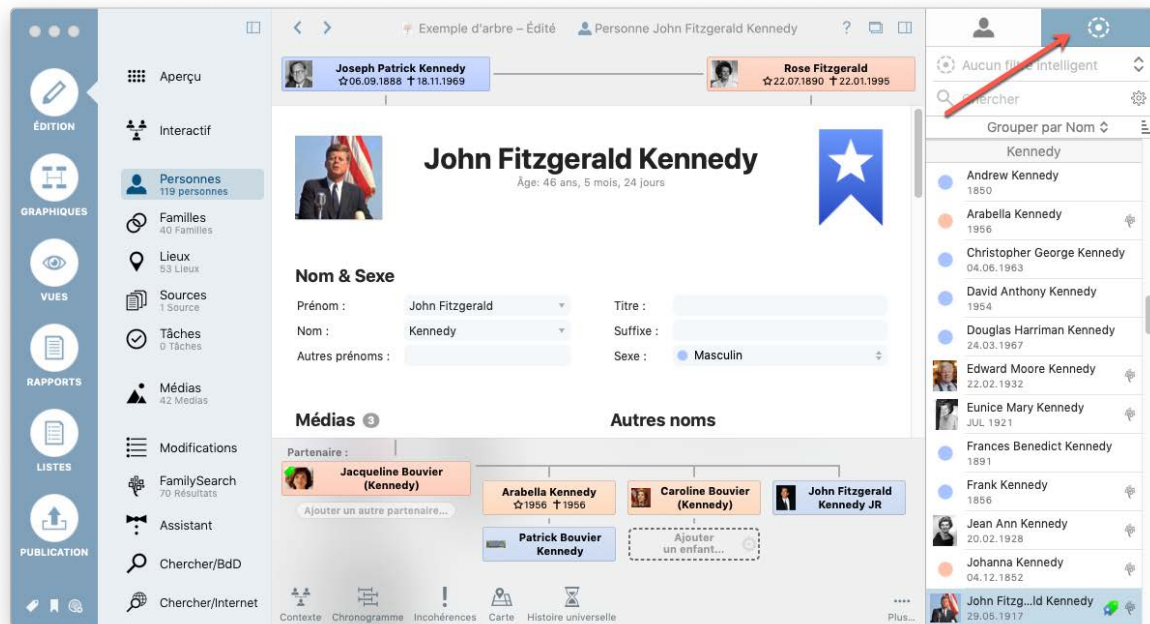 Exemple d'arbre – Édité
Personne John Fitzgerald Kennedy
?
ÉDITION
GRAPHIQUES
VUES
RAPPORTS
LISTES
PUBLICATION
Aperçu
Interactif
Personnes
119 personnes
Familles
40 Familles
Lieux
53 Lieux
Sources
1 Source
Tâches
0 Tâches
Médias
42 Medias
Modifications
FamilySearch
70 Résultats
Assistant
Chercher/BdD
Chercher/Internet
Joseph Patrick Kennedy
☆06.09.1888 †18.11.1969
Rose Fitzgerald
☆22.07.1890 †22.01.1995
John Fitzgerald Kennedy
Âge: 46 ans, 5 mois, 24 jours
Nom & Sexe
Prénom : John Fitzgerald
Titre :
Nom : Kennedy
Suffixe :
Autres prénoms :
Sexe : Masculin
Médias 3
Autres noms
Partenaire :
Jacqueline Bouvier
(Kennedy)
Ajouter un autre partenaire...
Arabella Kennedy
☆1956 †1956
Caroline Bouvier
(Kennedy)
John Fitzgerald
Kennedy JR
Patrick Bouvier
Kennedy
Ajouter
un enfant...
Contexte
Chronogramme
Incohérences
Carte
Histoire universelle
Plus...
Aucun filtre intelligent
Chercher
Grouper par Nom
Kennedy
Andrew Kennedy
1850
Arabella Kennedy
1956
Christopher George Kennedy
04.06.1963
David Anthony Kennedy
1954
Douglas Harriman Kennedy
24.03.1967
Edward Moore Kennedy
22.02.1932
Eunice Mary Kennedy
JUL 1921
Frances Benedict Kennedy
1891
Frank Kennedy
1856
Jean Ann Kennedy
20.02.1928
Johanna Kennedy
04.12.1852
John Fitzg...ld Kennedy
29.05.1917